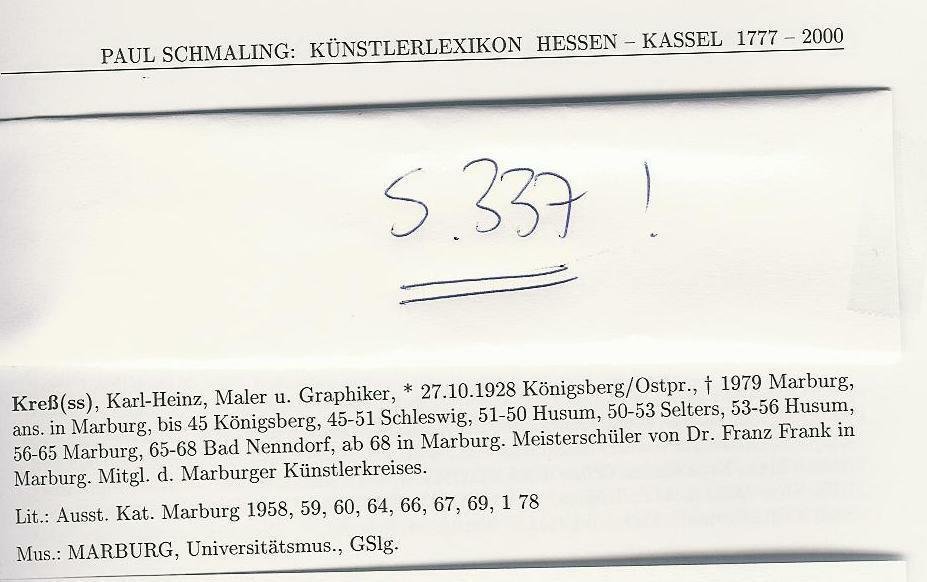 PAUL SCHMALING: KÜNSTLERLEXIKON HESSEN – KASSEL 1777 – 2000
S. 337 !
Kreß(ss), Karl-Heinz, Maler u. Graphiker, * 27.10.1928 Königsberg/Ostpr., † 1979 Marburg,
ans. in Marburg, bis 45 Königsberg, 45-51 Schleswig, 51-50 Husum, 50-53 Selters, 53-56 Husum,
56-65 Marburg, 65-68 Bad Nenndorf, ab 68 in Marburg. Meisterschüler von Dr. Franz Frank in
Marburg. Mitgl. d. Marburger Künstlerkreises.
Lit.: Ausst. Kat. Marburg 1958, 59, 60, 64, 66, 67, 69, 1 78
Mus.: MARBURG, Universitätsmus., GSlg.